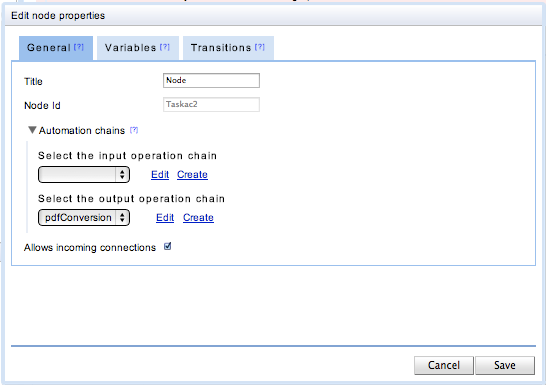 Edit node properties
General [?] Variables [?] Transitions [?]
Title Node
Node Id Taskac2
Automation chains [?]
Select the input operation chain
Edit Create
Select the output operation chain
pdfConversion Edit Create
Allows incoming connections
Cancel Save